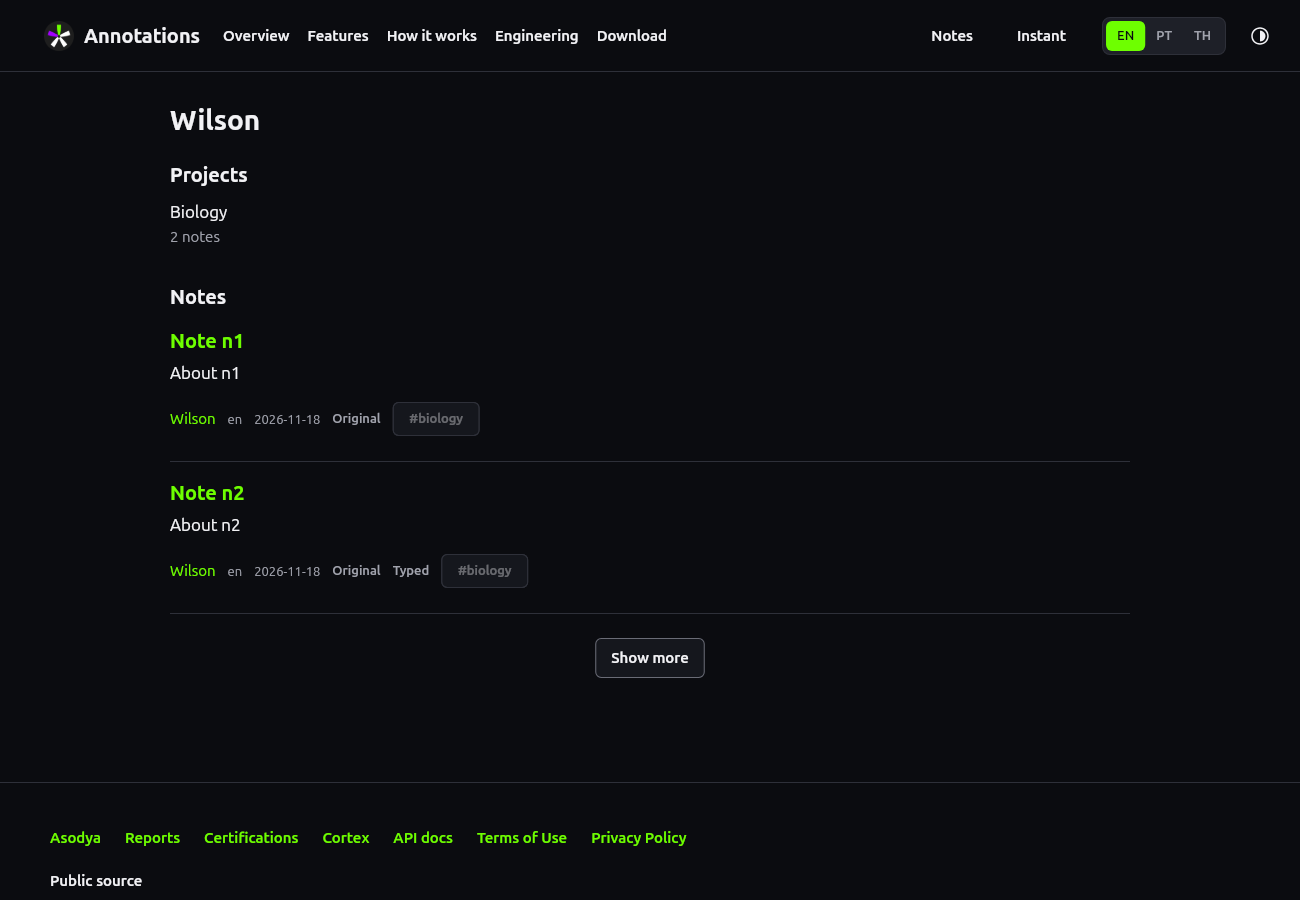 Annotations Overview Features How it works Engineering Download Notes Instant EN PT TH
Wilson
Projects
Biology
2 notes
Notes
Note n1
About n1
Wilson en 2026-11-18 Original #biology
Note n2
About n2
Wilson en 2026-11-18 Original Typed #biology
Show more
Asodya Reports Certifications Cortex API docs Terms of Use Privacy Policy
Public source